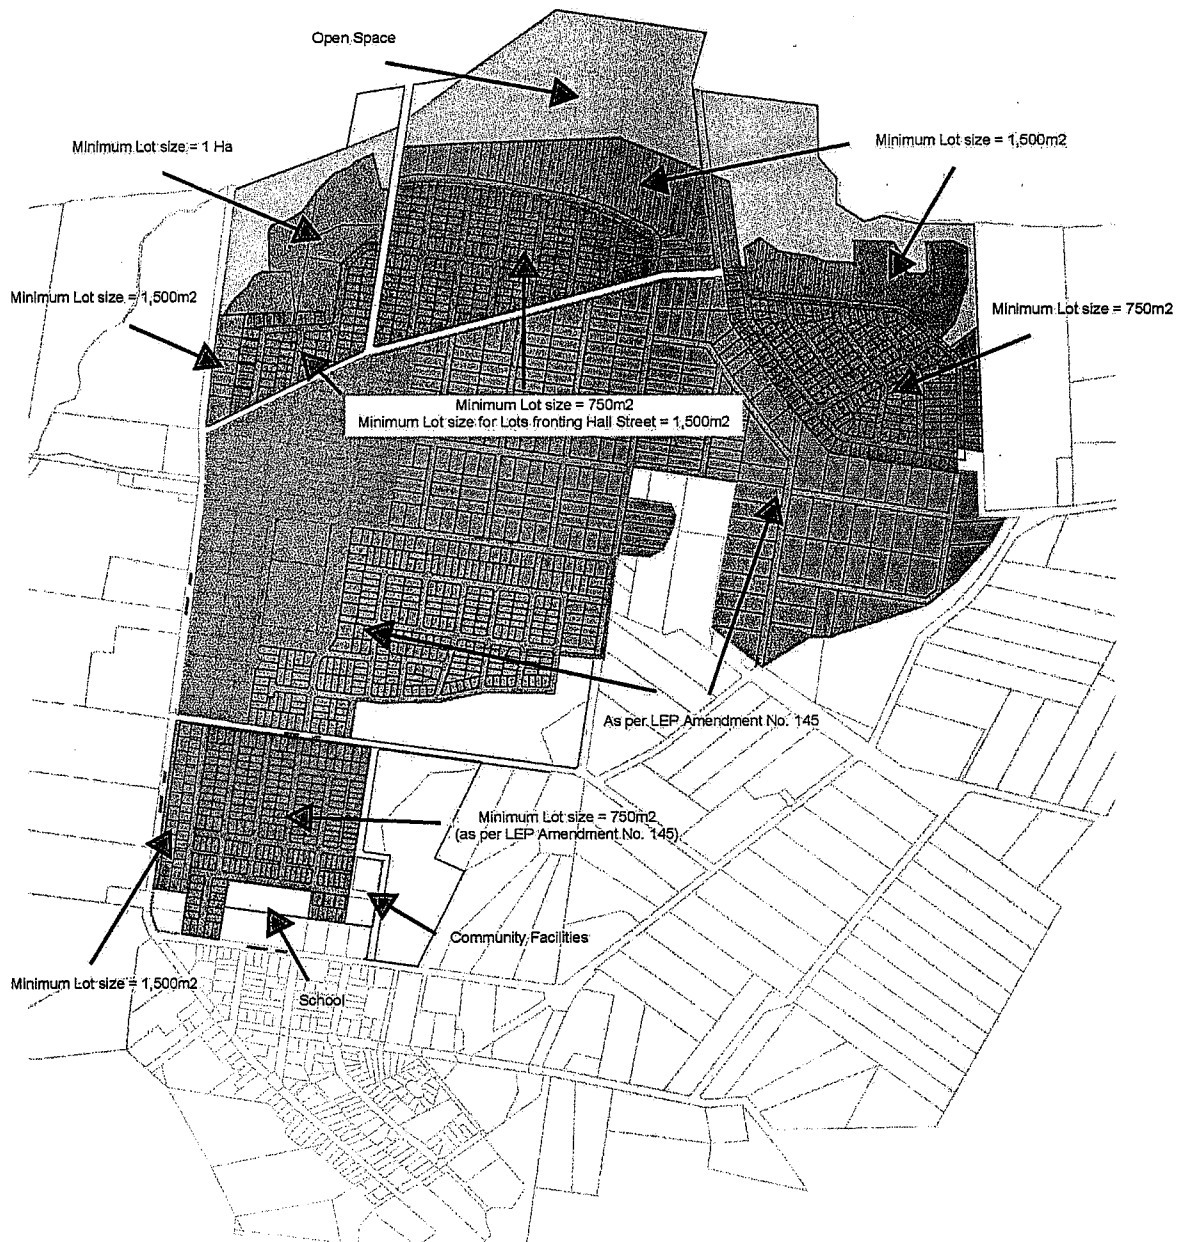 Open Space
Minimum Lot size = 1 Ha
Minimum Lot size = 1,500m2
Minimum Lot size = 1,500m2
Minimum Lot size = 750m2
Minimum Lot size = 750m2
Minimum Lot size for Lots fronting Hall Street = 1,500m2
As per LEP Amendment No. 145
Minimum Lot size = 750m2
(as per LEP Amendment No. 145)
Community Facilities
Minimum Lot size = 1,500m2
School